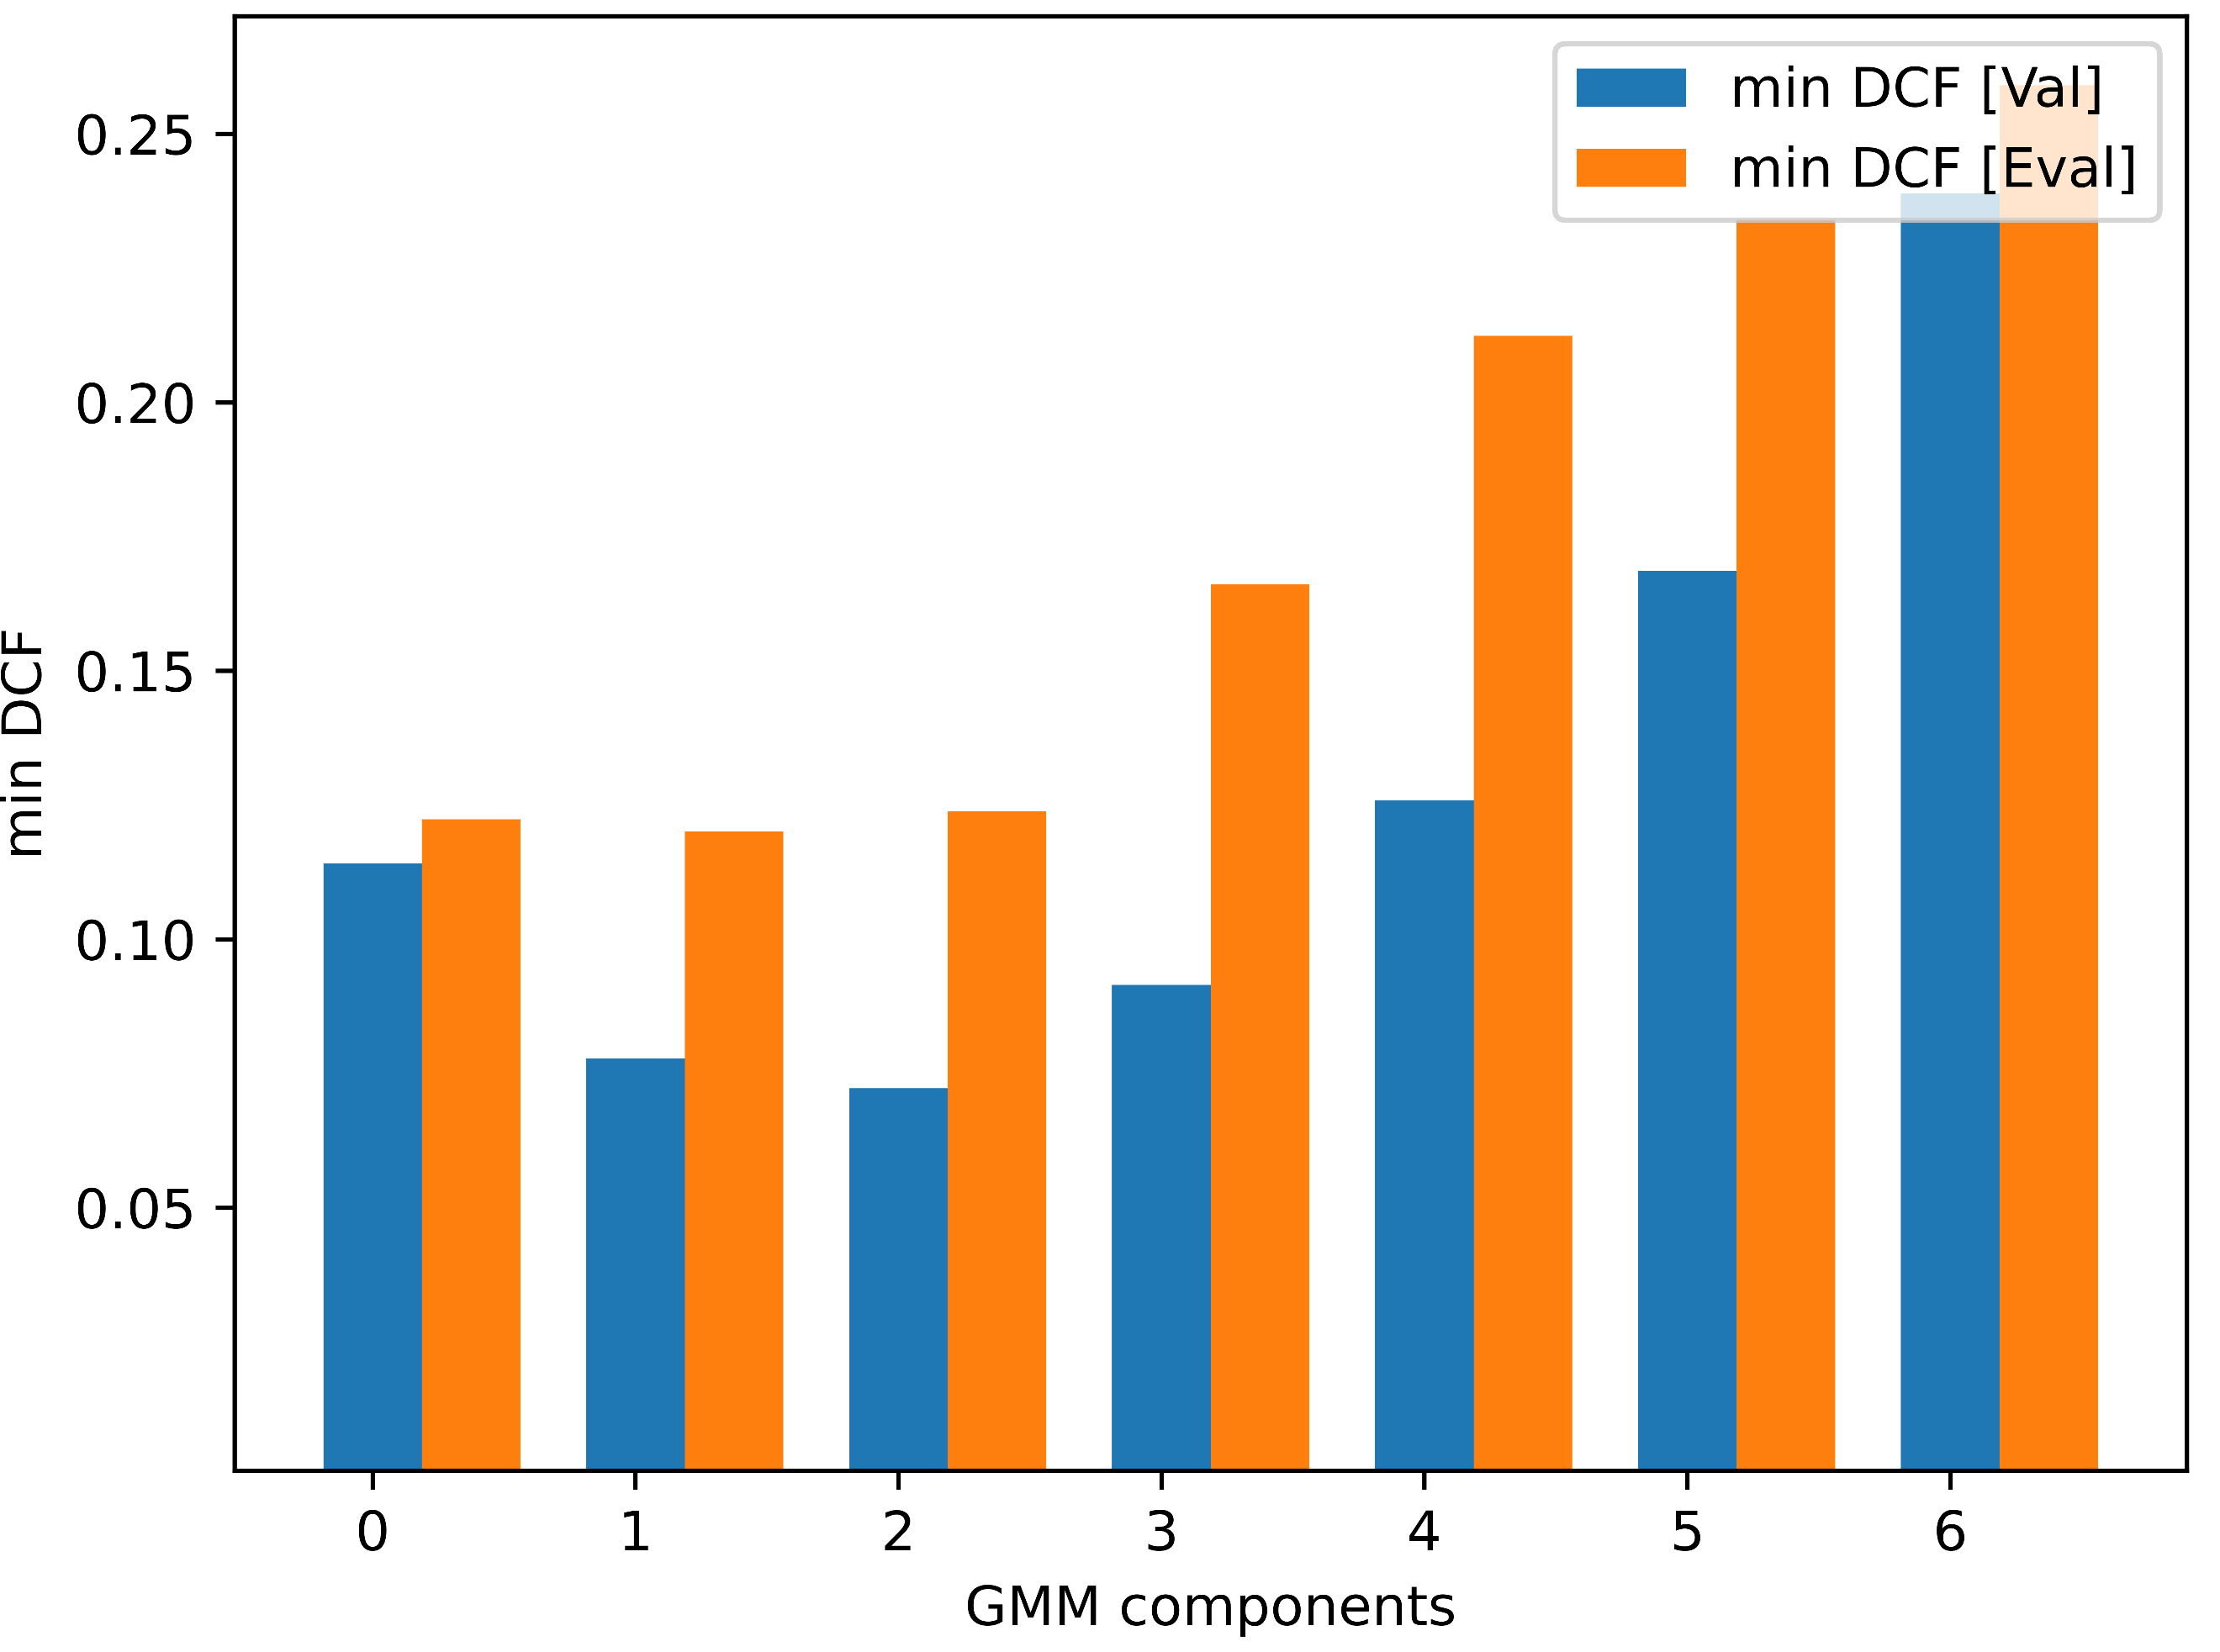 min DCF [Val]
min DCF [Eval]
0.25
0.20
0.15
0.10
0.05
min DCF
0 1 2 3 4 5 6
GMM components